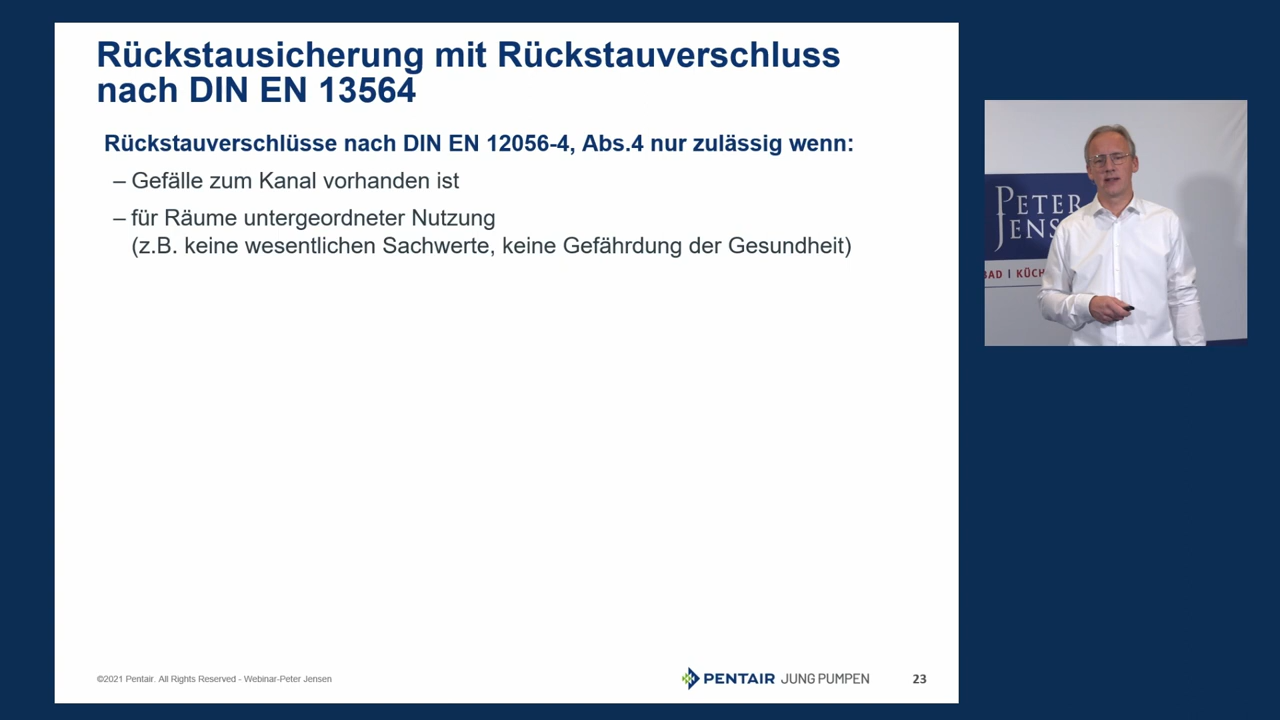 Rückstausicherung mit Rückstauverschluss
nach DIN EN 13564
Rückstauverschlüsse nach DIN EN 12056-4, Abs.4 nur zulässig wenn:
– Gefälle zum Kanal vorhanden ist
– für Räume untergeordneter Nutzung
(z.B. keine wesentlichen Sachwerte, keine Gefährdung der Gesundheit)
©2021 Pentair. All Rights Reserved - Webinar-Peter Jensen
PENTAIR JUNG PUMPEN
23
PETER
JENS
BAD | KÜCH